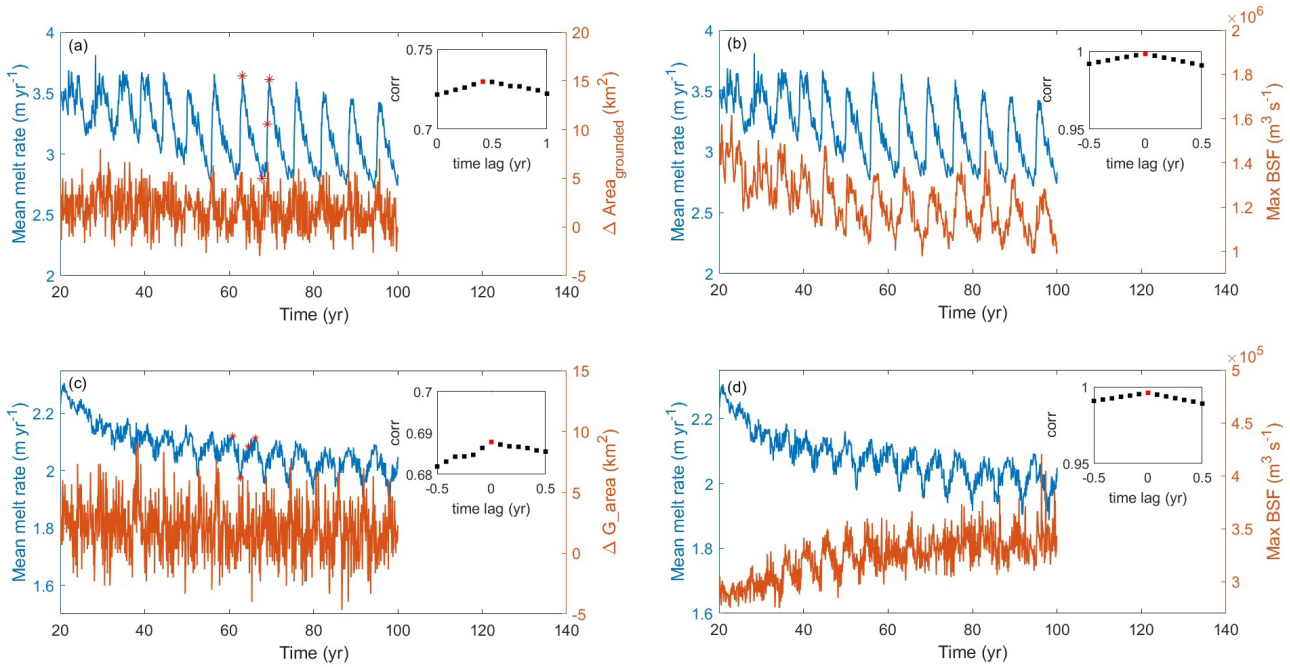 (a)
Mean melt rate (m yr-1)
4
3.5
3
2.5
2
20 40 60 80 100 120 140
Time (yr)
20
15
10
5
0
-5
Δ Areagrounded (km2)
corr
0.75
0.7
0 1
time lag (yr)
(b)
Mean melt rate (m yr-1)
4
3.5
3
2.5
2
20 40 60 80 100 120 140
Time (yr)
×106
2
1.8
1.6
1.4
1.2
1
Max BSF (m3 s-1)
corr
1
0.95
-0.5 0 0.5
time lag (yr)
(c)
Mean melt rate (m yr-1)
2.2
2
1.8
1.6
20 40 60 80 100 120 140
Time (yr)
15
10
5
0
-5
Δ G_area (km2)
corr
0.7
0.69
0.68
-0.5 0 0.5
time lag (yr)
(d)
Mean melt rate (m yr-1)
2.2
2
1.8
1.6
20 40 60 80 100 120 140
Time (yr)
×105
5
4.5
4
3.5
3
Max BSF (m3 s-1)
corr
1
0.95
-0.5 0 0.5
time lag (yr)